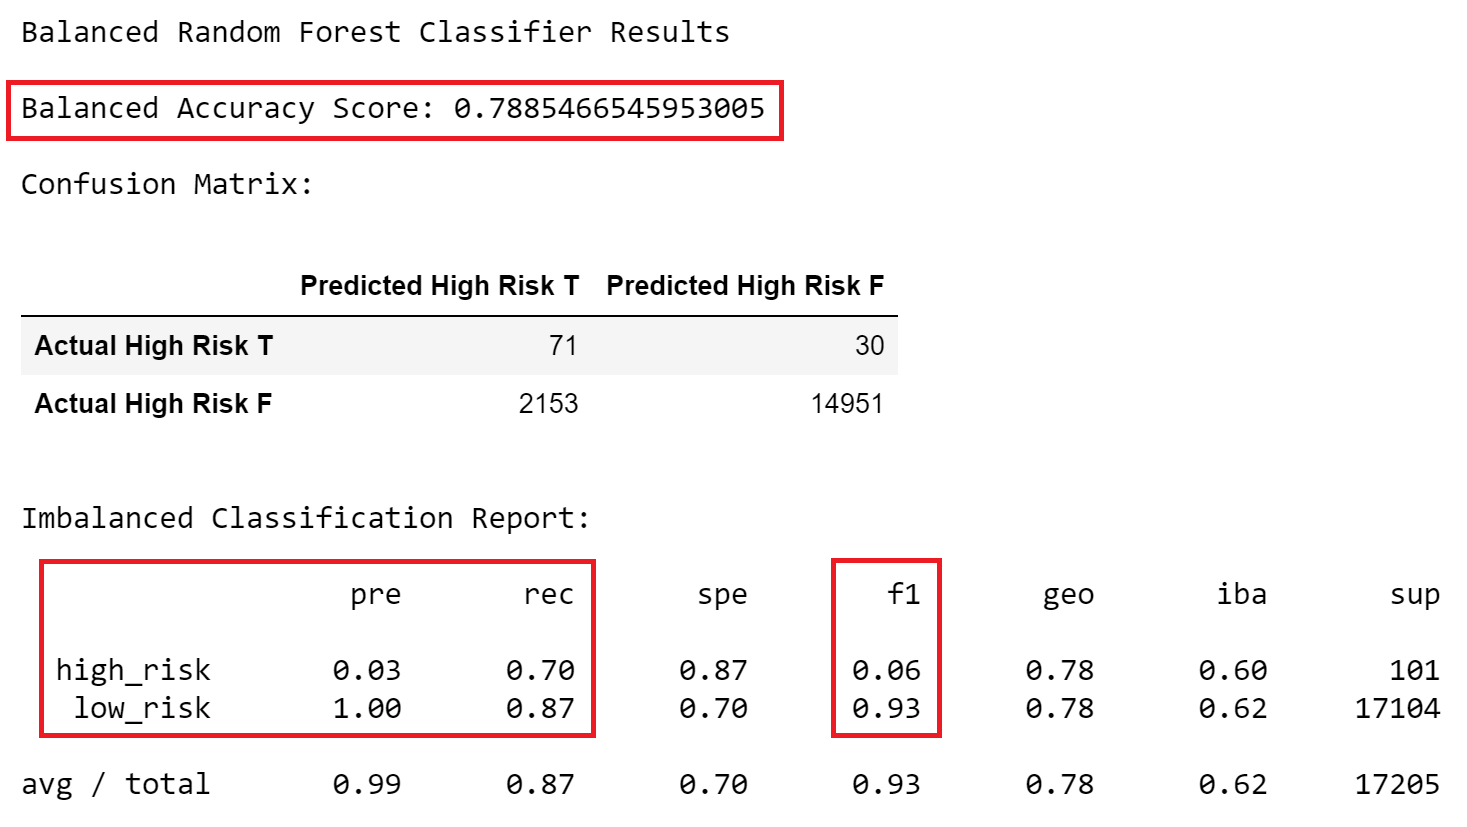 Balanced Random Forest Classifier Results
Balanced Accuracy Score: 0.7885466545953005
Confusion Matrix:
Predicted High Risk T Predicted High Risk F
Actual High Risk T 71 30
Actual High Risk F 2153 14951
Imbalanced Classification Report:
pre rec spe f1 geo iba sup
high_risk 0.03 0.70 0.87 0.06 0.78 0.60 101
low_risk 1.00 0.87 0.70 0.93 0.78 0.62 17104
avg / total 0.99 0.87 0.70 0.93 0.78 0.62 17205